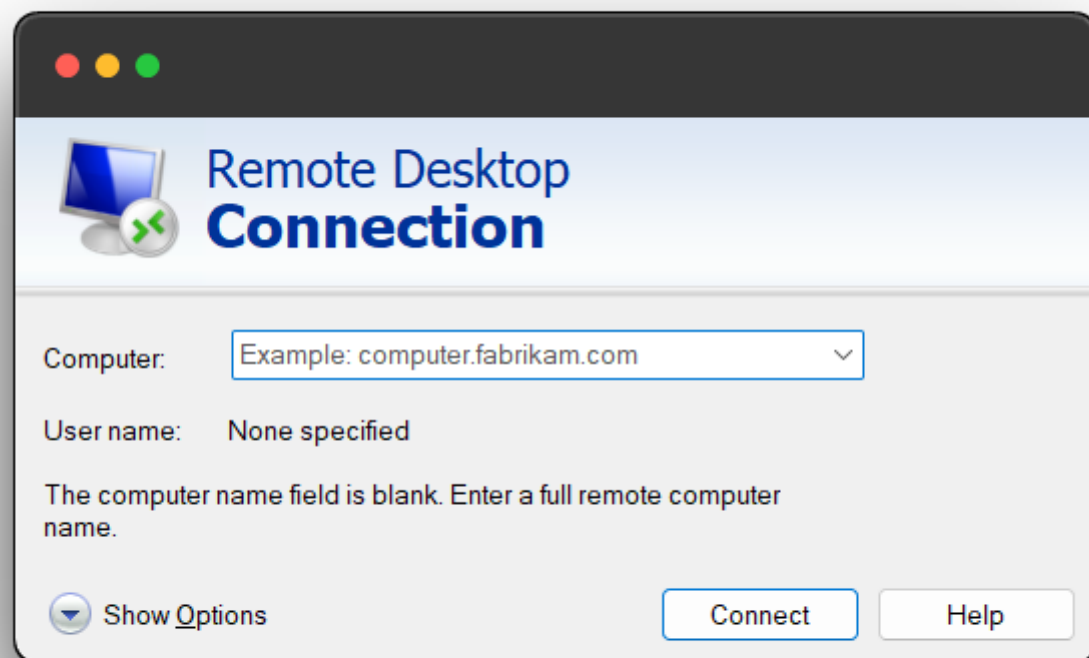 Remote Desktop
Connection
Computer:
Example: computer.fabrikam.com
User name:
None specified
The computer name field is blank. Enter a full remote computer
name.
Show Options
Connect
Help